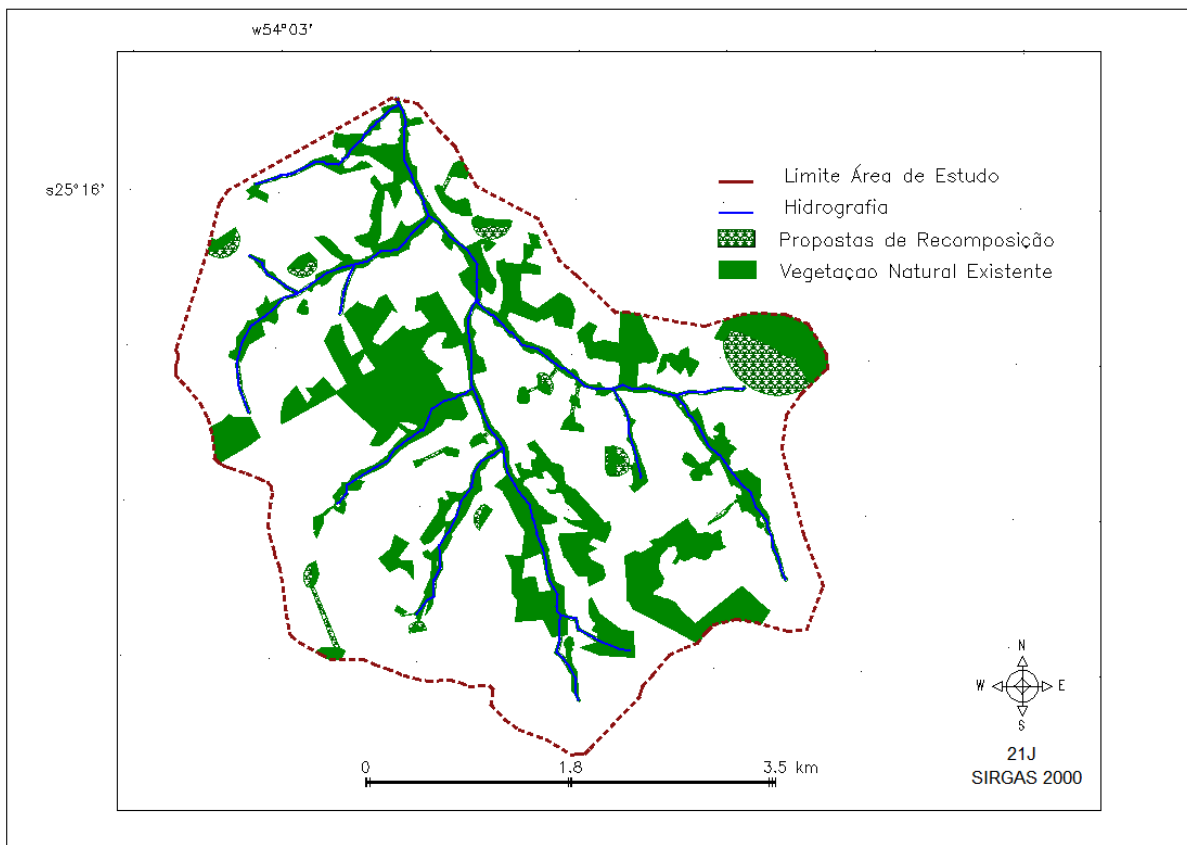 w54°03'
s25°16'
Limite Área de Estudo
Hidrografia
Propostas de Recomposição
Vegetaçao Natural Existente
N
W E
S
0 1.8 3.5 km
21J
SIRGAS 2000